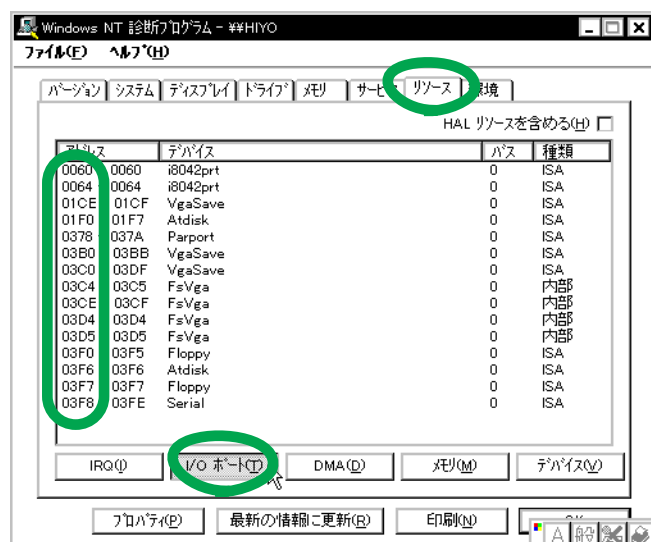 Windows NT 診断ﾌﾟﾛｸﾞﾗﾑ - ¥¥HIYO
ﾌｧｲﾙ(F) ﾍﾙﾌﾟ(H)
ﾊﾞｰｼﾞｮﾝ ｼｽﾃﾑ ﾃﾞｨｽﾌﾟﾚｲ ﾄﾞﾗｲﾌﾞ ﾒﾓﾘ ｻｰﾋﾞｽ ﾘｿｰｽ 環境
HAL ﾘｿｰｽを含める(H)
ｱﾄﾞﾚｽ ﾃﾞﾊﾞｲｽ ﾊﾞｽ 種類
0060 0060 i8042prt 0 ISA
0064 0064 i8042prt 0 ISA
01CE 01CF VgaSave 0 ISA
01F0 01F7 Atdisk 0 ISA
0378 037A Parport 0 ISA
03B0 03BB VgaSave 0 ISA
03C0 03DF VgaSave 0 ISA
03C4 03C5 FsVga 0 内部
03CE 03CF FsVga 0 内部
03D4 03D4 FsVga 0 内部
03D5 03D5 FsVga 0 内部
03F0 03F5 Floppy 0 ISA
03F6 03F6 Atdisk 0 ISA
03F7 03F7 Floppy 0 ISA
03F8 03FE Serial 0 ISA
IRQ(I) I/O ﾎﾟｰﾄ(T) DMA(D) ﾒﾓﾘ(M) ﾃﾞﾊﾞｲｽ(V)
ﾌﾟﾛﾊﾟﾃｨ(P) 最新の情報に更新(R) 印刷(N)
A 般